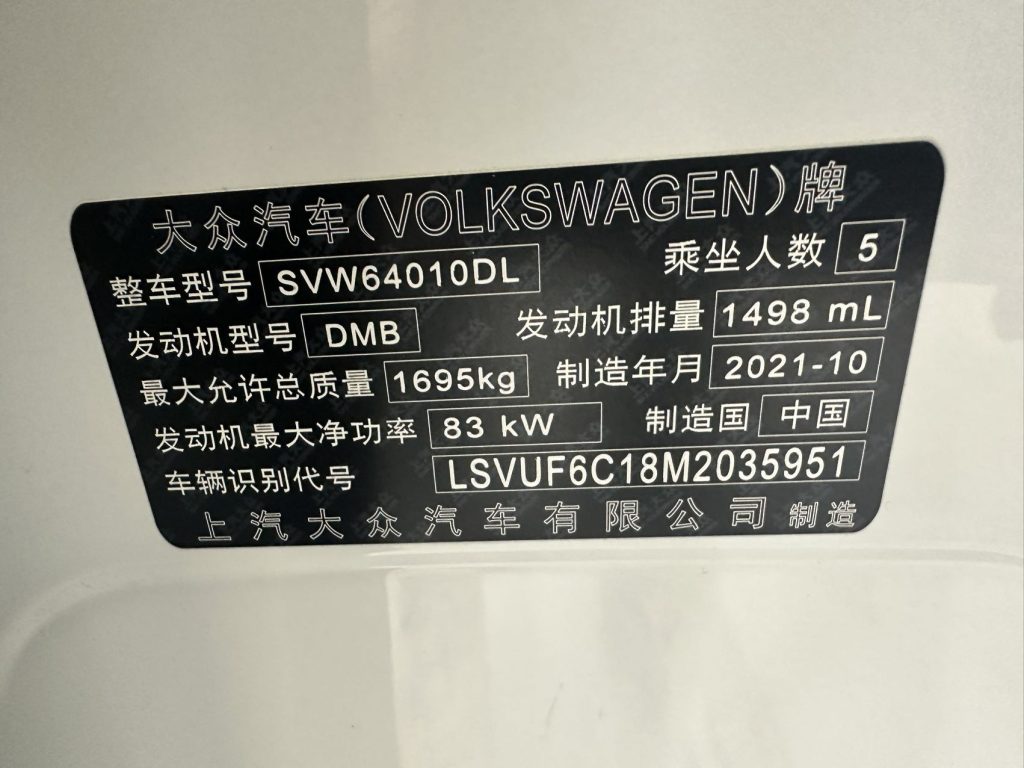 大众汽车(VOLKSWAGEN)牌
整车型号 SVW64010DL 乘坐人数 5
发动机型号 DMB 发动机排量 1498 mL
最大允许总质量 1695kg 制造年月 2021-10
发动机最大净功率 83 kW 制造国 中国
车辆识别代号 LSVUF6C18M2035951
上汽大众汽车有限公司 制造